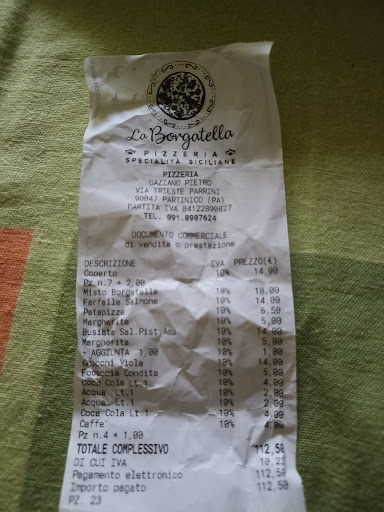 La Borgatella
PIZZERIA
SPECIALITÀ SICILIANE
PIZZERIA
GAZIANO PIETRO
VIA TRIESTE PARRINI
90047 PARTINICO (PA)
PARTITA IVA 04122890827
TEL. 091.8907624
DOCUMENTO COMMERCIALE
di vendita o prestazione
DESCRIZIONE IVA PREZZO(€)
Coperto 10% 14,00
Pz n.7 * 2,00
Misto Borgatella 10% 18,00
Farfalle Salmone 10% 14,00
Patapizza 10% 6,50
Margherita 10% 5,00
Busiata Sal.Pist.Asp. 10% 14,00
Margherita 10% 5,00
+ AGGIUNTA 1,00 10% 1,00
Gnocchi Viola 10% 14,00
Focaccia Condita 10% 5,00
Coca Cola Lt.1 10% 4,00
Acqua Lt.1 10% 2,00
Acqua Lt.1 10% 2,00
Coca Cola Lt.1 10% 4,00
Caffe' 10% 4,00
Pz n.4 * 1,00
TOTALE COMPLESSIVO 112,50
DI CUI IVA 10,23
Pagamento elettronico 112,50
Importo pagato 112,50
PZ. 23